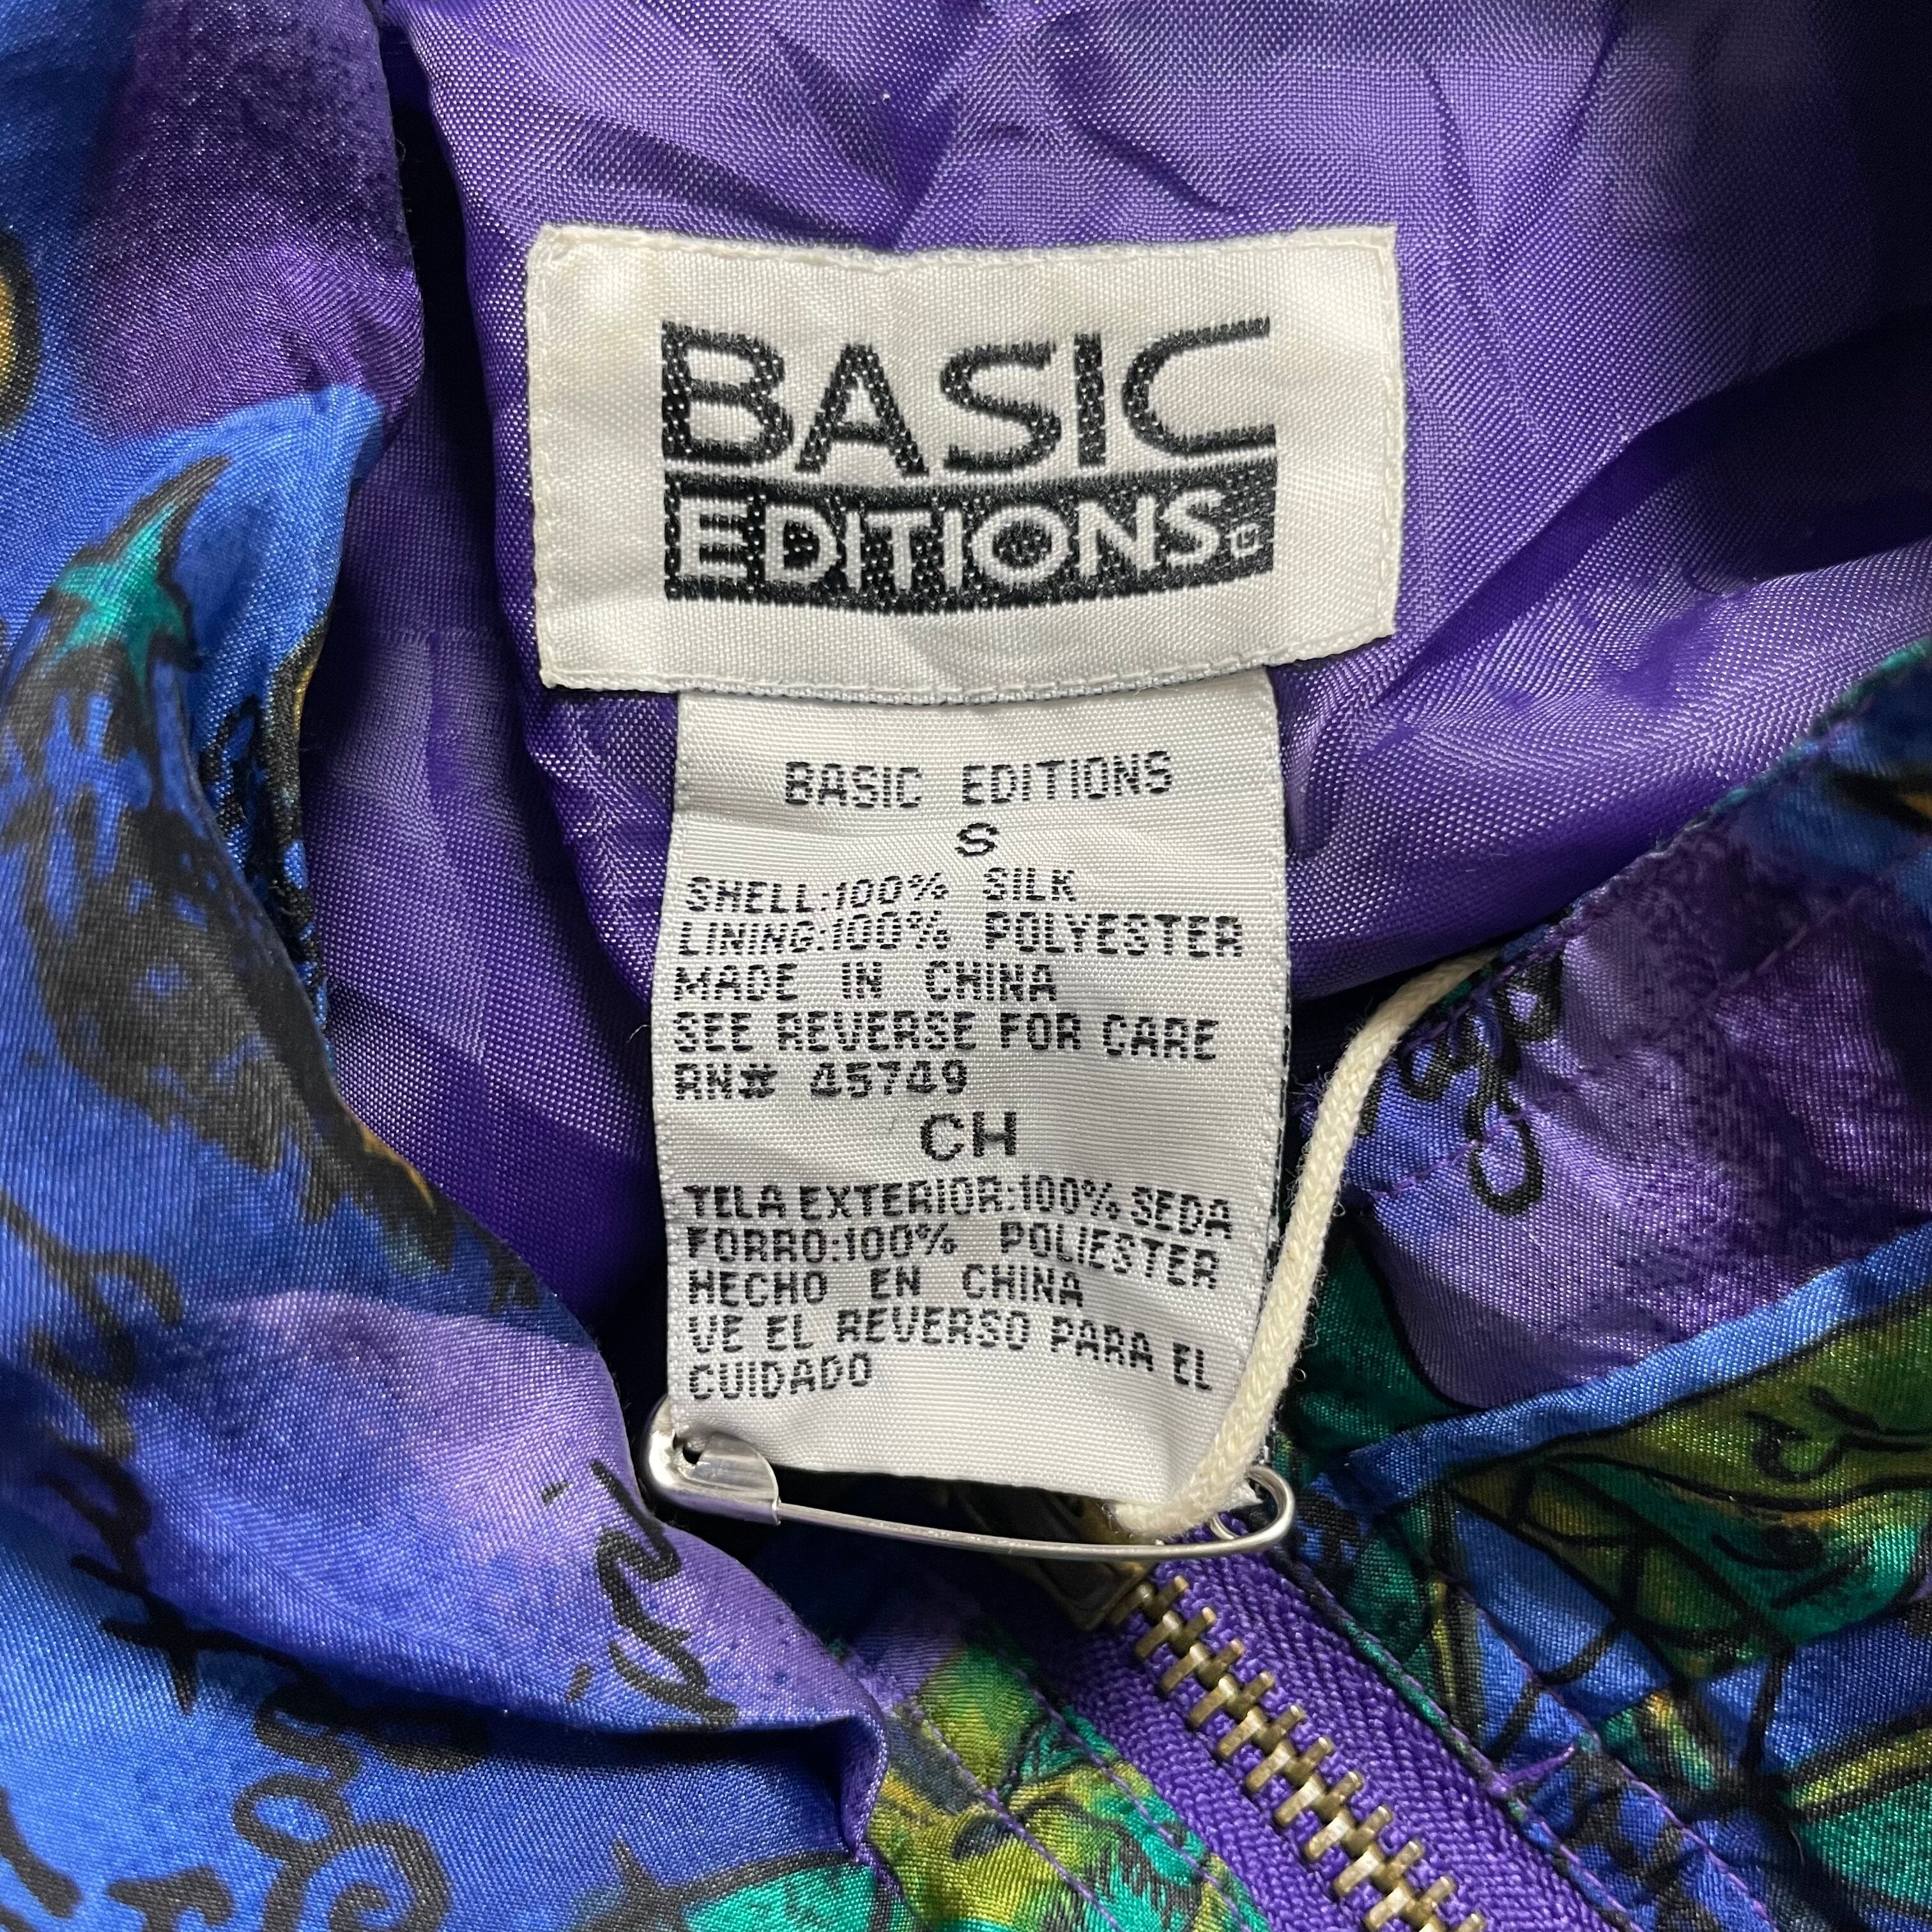 BASIC
EDITIONS
BASIC EDITIONS
S
SHELL:100% SILK
LINING:100% POLYESTER
MADE IN CHINA
SEE REVERSE FOR CARE
RN# 45749
CH
TELA EXTERIOR:100% SEDA
FORRO:100% POLIESTER
HECHO EN CHINA
VE EL REVERSO PARA EL
CUIDADO